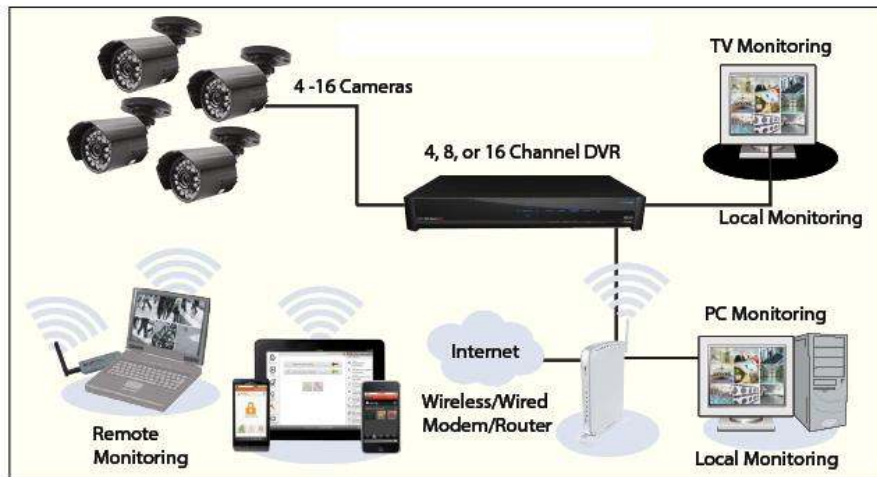 TV Monitoring
4 -16 Cameras
4, 8, or 16 Channel DVR
Local Monitoring
PC Monitoring
Internet
Wireless/Wired
Modem/Router
Remote
Monitoring
Local Monitoring